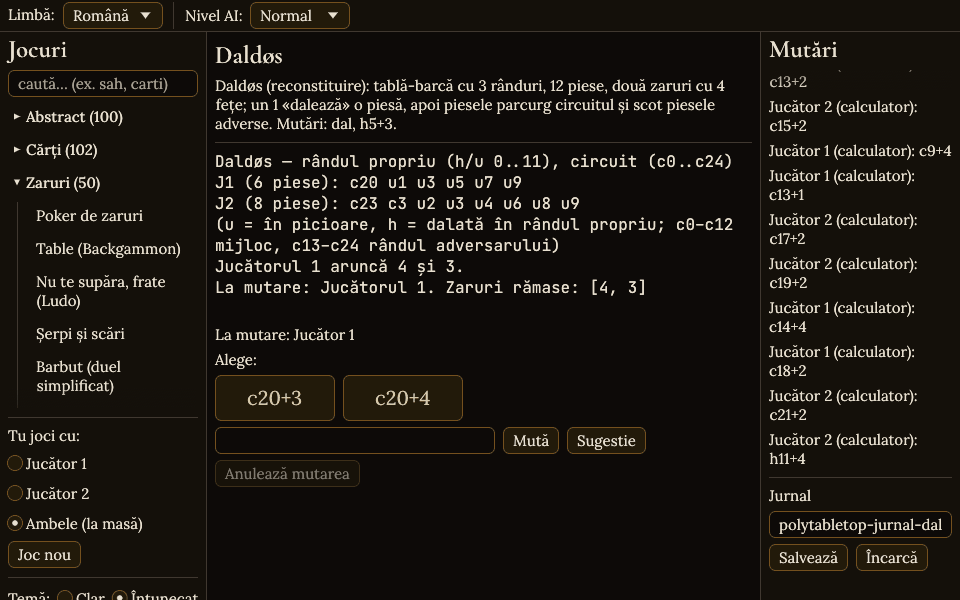 Limbă: Română Nivel AI: Normal
Jocuri
caută... (ex. sah, carti)
Abstract (100)
Cărți (102)
Zaruri (50)
Poker de zaruri
Table (Backgammon)
Nu te supăra, frate
(Ludo)
Șerpi și scări
Barbut (duel
simplificat)
Tu joci cu:
Jucător 1
Jucător 2
Ambele (la masă)
Joc nou
Temă: Clar Întunecat
Daldøs
Daldøs (reconstituire): tablă-barcă cu 3 rânduri, 12 piese, două zaruri cu 4
fețe; un 1 «dalează» o piesă, apoi piesele parcurg circuitul și scot piesele
adverse. Mutări: dal, h5+3.
Daldøs — rândul propriu (h/u 0..11), circuit (c0..c24)
J1 (6 piese): c20 u1 u3 u5 u7 u9
J2 (8 piese): c23 c3 u2 u3 u4 u6 u8 u9
(u = în picioare, h = dalată în rândul propriu; c0-c12
mijloc, c13-c24 rândul adversarului)
Jucătorul 1 aruncă 4 și 3.
La mutare: Jucătorul 1. Zaruri rămase: [4, 3]
La mutare: Jucător 1
Alege:
c20+3 c20+4
Mută Sugestie
Anulează mutarea
Mutări
c13+2
Jucător 2 (calculator):
c15+2
Jucător 1 (calculator): c9+4
Jucător 1 (calculator):
c13+1
Jucător 2 (calculator):
c17+2
Jucător 2 (calculator):
c19+2
Jucător 1 (calculator):
c14+4
Jucător 1 (calculator):
c18+2
Jucător 2 (calculator):
c21+2
Jucător 2 (calculator):
h11+4
Jurnal
polytabletop-jurnal-dal
Salvează Încarcă